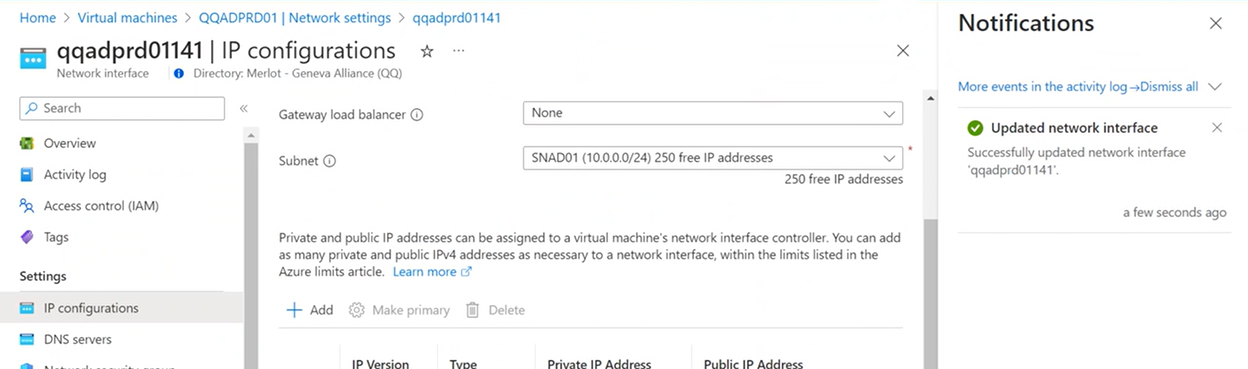 Home > Virtual machines > QQADPRD01 | Network settings > qqadprd01141
qqadprd01141 | IP configurations
Network interface
Directory: Merlot - Geneva Alliance (QQ)
Search
Overview
Activity log
Access control (IAM)
Tags
Settings
IP configurations
DNS servers
Network security group
Gateway load balancer
None
Subnet
SNAD01 (10.0.0.0/24) 250 free IP addresses
*
250 free IP addresses
Private and public IP addresses can be assigned to a virtual machine's network interface controller. You can add
as many private and public IPv4 addresses as necessary to a network interface, within the limits listed in the
Azure limits article. Learn more
Add Make primary Delete
IP Version Type Private IP Address Public IP Address
Notifications
More events in the activity log → Dismiss all
Updated network interface
Successfully updated network interface
'qqadprd01141'.
a few seconds ago